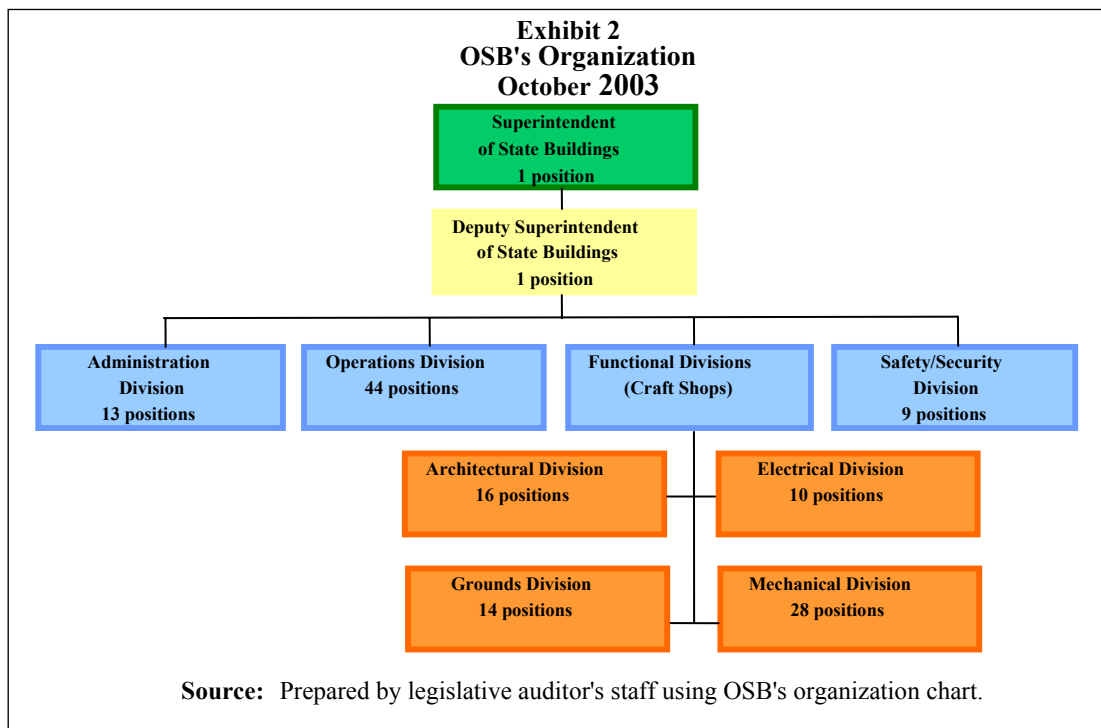 Exhibit 2
OSB's Organization
October 2003
Superintendent
of State Buildings
1 position
Deputy Superintendent
of State Buildings
1 position
Administration
Division
13 positions
Operations Division
44 positions
Functional Divisions
(Craft Shops)
Safety/Security
Division
9 positions
Architectural Division
16 positions
Electrical Division
10 positions
Grounds Division
14 positions
Mechanical Division
28 positions
Source: Prepared by legislative auditor's staff using OSB's organization chart.